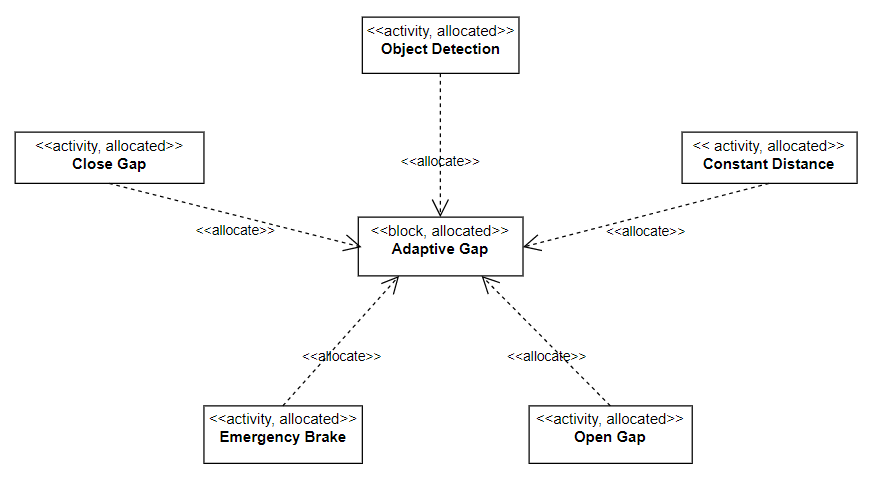 <<activity, allocated>>
Object Detection
<<activity, allocated>>
Close Gap
<< activity, allocated>>
Constant Distance
<<allocate>>
<<allocate>>
<<allocate>>
<<block, allocated>>
Adaptive Gap
<<allocate>>
<<allocate>>
<<activity, allocated>>
Emergency Brake
<<activity, allocated>>
Open Gap